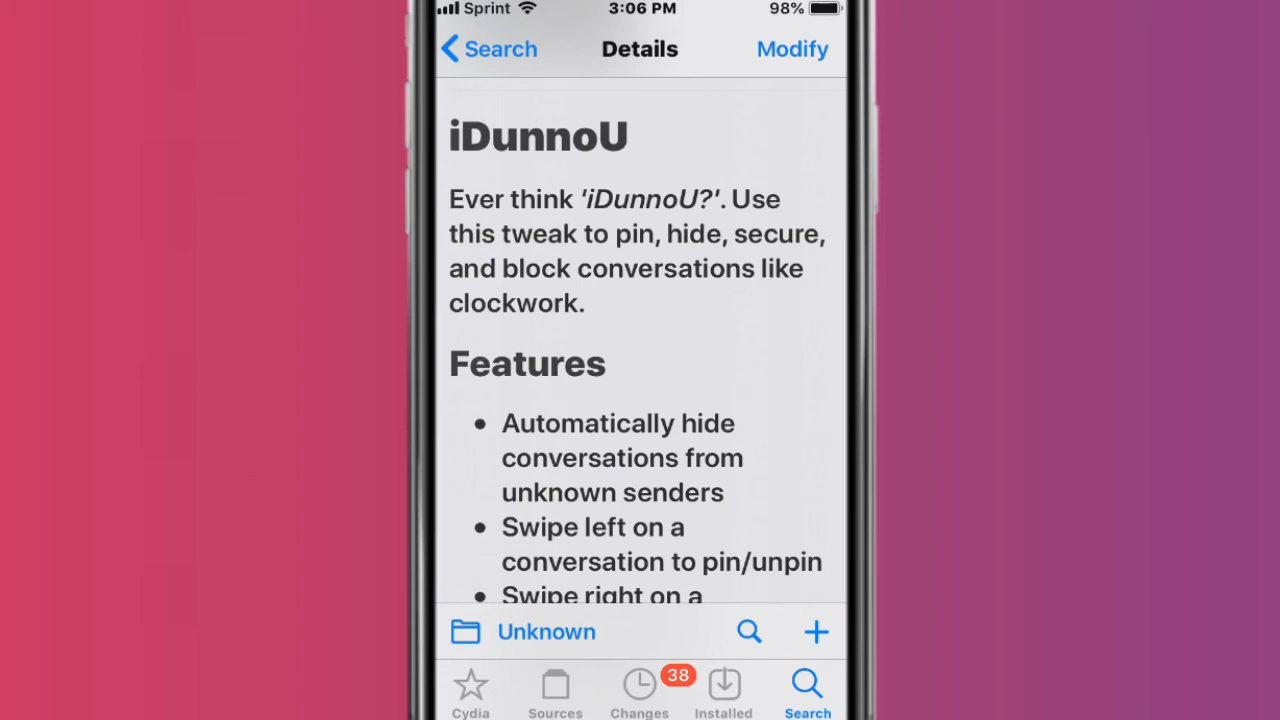 Sprint 3:06 PM 98%
Search Details Modify
iDunnoU
Ever think 'iDunnoU?'. Use
this tweak to pin, hide, secure,
and block conversations like
clockwork.
Features
• Automatically hide
conversations from
unknown senders
• Swipe left on a
conversation to pin/unpin
• Swipe right on a
Unknown
38
Cydia Sources Changes Installed Search